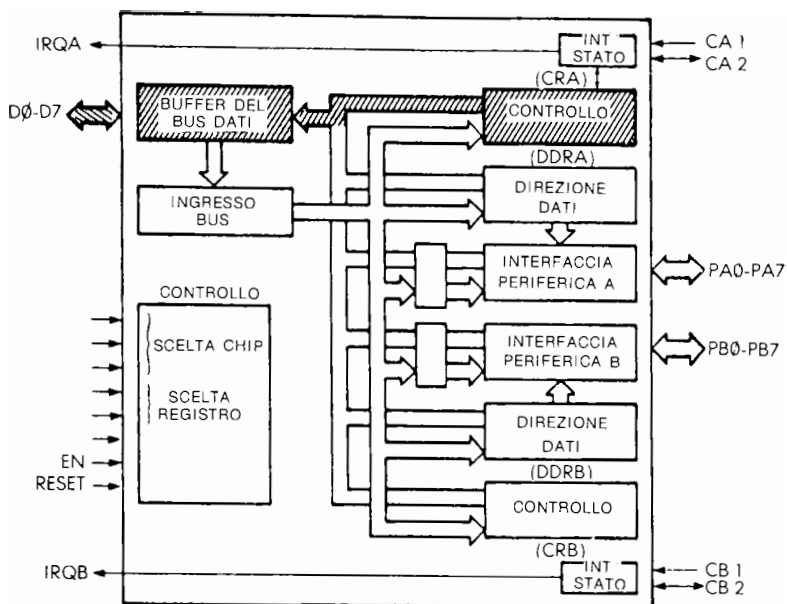 IRQA
INT
STATO
CA 1
CA 2
(CRA)
DØ-D7
BUFFER DEL
BUS DATI
CONTROLLO
(DDRA)
INGRESSO
BUS
DIREZIONE
DATI
INTERFACCIA
PERIFERICA A
PAØ-PA7
CONTROLLO
SCELTA CHIP
SCELTA
REGISTRO
INTERFACCIA
PERIFERICA B
PBØ-PB7
DIREZIONE
DATI
(DDRB)
EN
RESET
CONTROLLO
(CRB)
IRQB
INT
STATO
CB 1
CB 2